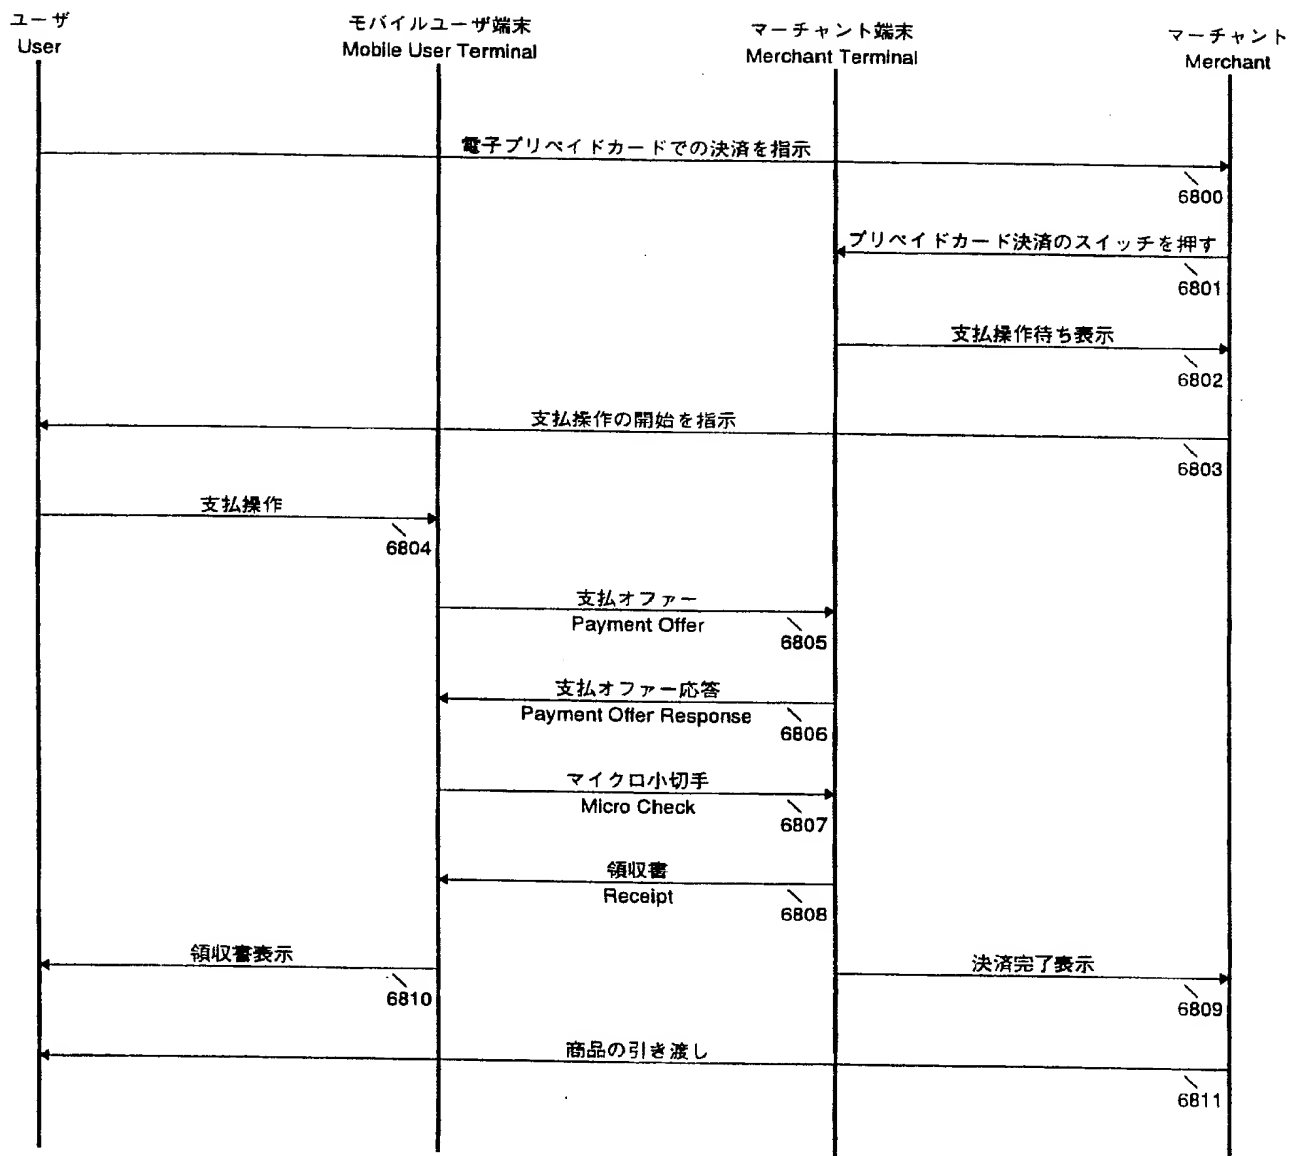 ユーザ
User
モバイルユーザ端末
Mobile User Terminal
マーチャント端末
Merchant Terminal
マーチャント
Merchant
電子プリペイドカードでの決済を指示
6800
プリペイドカード決済のスイッチを押す
6801
支払操作待ち表示
6802
支払操作の開始を指示
6803
支払操作
6804
支払オファー
Payment Offer
6805
支払オファー応答
Payment Offer Response
6806
マイクロ小切手
Micro Check
6807
領収書
Receipt
6808
領収書表示
6810
決済完了表示
6809
商品の引き渡し
6811